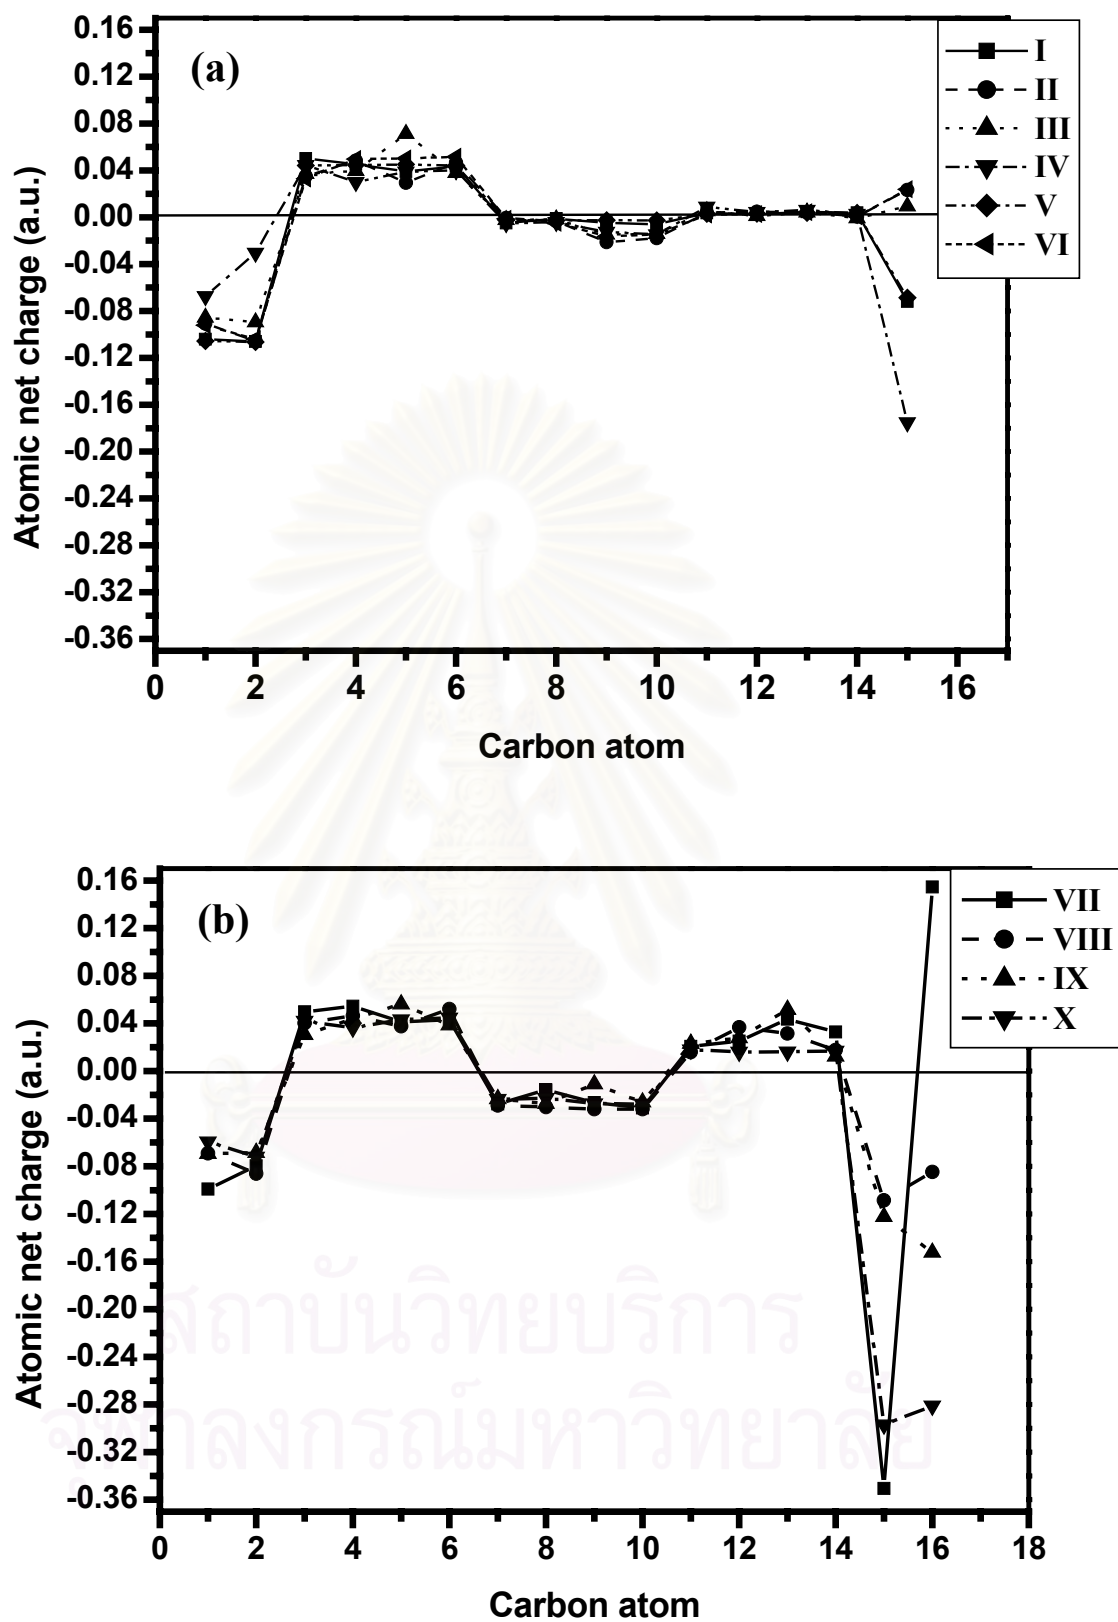 0.16
0.12
0.08
0.04
0.00
-0.04
-0.08
-0.12
-0.16
-0.20
-0.24
-0.28
-0.32
-0.36
Atomic net charge (a.u.)
(a)
I
II
III
IV
V
VI
0 2 4 6 8 10 12 14 16
Carbon atom
0.16
0.12
0.08
0.04
0.00
-0.04
-0.08
-0.12
-0.16
-0.20
-0.24
-0.28
-0.32
-0.36
Atomic net charge (a.u.)
(b)
VII
VIII
IX
X
สถาบันวิทยบริการ
จุฬาลงกรณ์มหาวิทยาลัย
0 2 4 6 8 10 12 14 16 18
Carbon atom